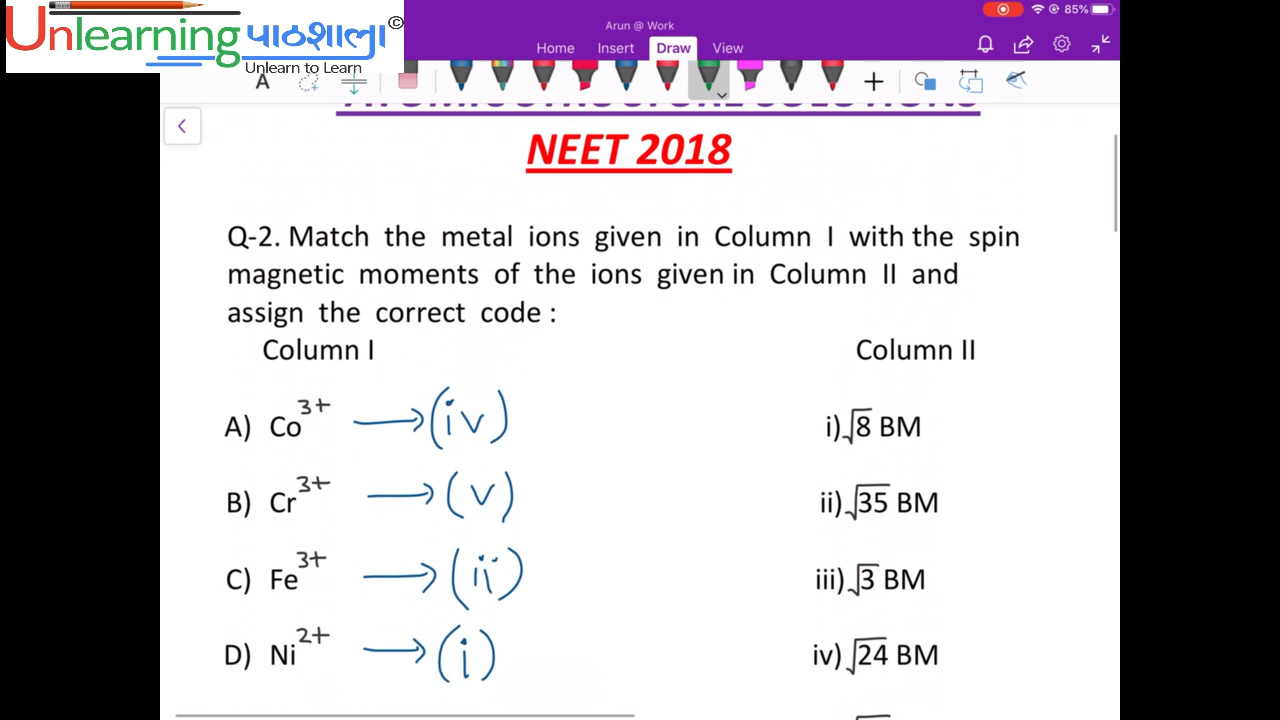 Unlearning पाठशाला ©
Unlearn to Learn
Arun @ Work
85%
Home Insert Draw View
A
ATOMIC STRUCTURE SOLUTIONS
NEET 2018
Q-2. Match the metal ions given in Column I with the spin
magnetic moments of the ions given in Column II and
assign the correct code :
Column I Column II
A) Co3+ → (iv) i) √8 BM
B) Cr3+ → (v) ii) √35 BM
C) Fe3+ → (ii) iii) √3 BM
D) Ni2+ → (i) iv) √24 BM